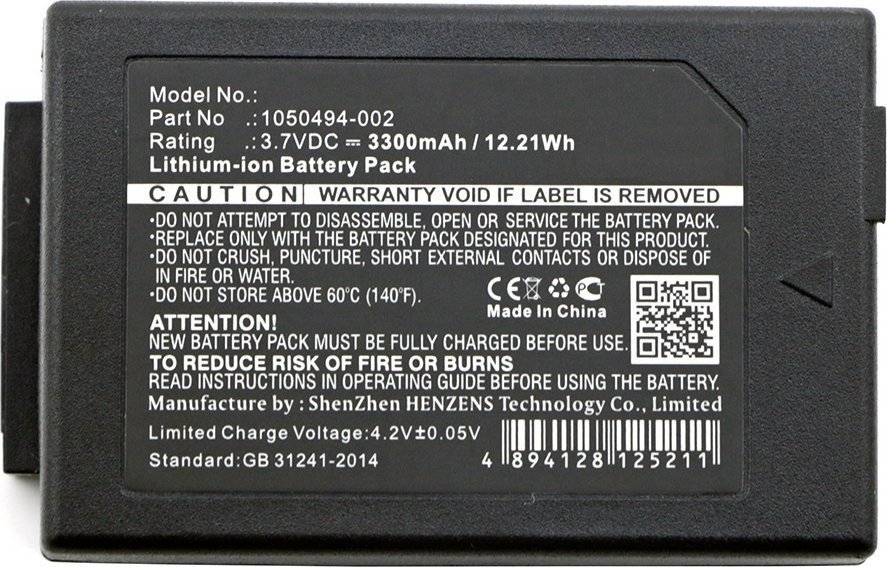 Model No.:
Part No .: 1050494-002
Rating .: 3.7VDC ⎓ 3300mAh / 12.21Wh
Lithium-ion Battery Pack
CAUTION WARRANTY VOID IF LABEL IS REMOVED
•DO NOT ATTEMPT TO DISASSEMBLE, OPEN OR SERVICE THE BATTERY PACK.
•REPLACE ONLY WITH THE BATTERY PACK DESIGNATED FOR THIS PRODUCT.
•DO NOT CRUSH, PUNCTURE, SHORT EXTERNAL CONTACTS OR DISPOSE OF
IN FIRE OR WATER.
•DO NOT STORE ABOVE 60°C (140°F).
CE PCT
Made In China
ATTENTION!
NEW BATTERY PACK MUST BE FULLY CHARGED BEFORE USE.
TO REDUCE RISK OF FIRE OR BURNS
READ INSTRUCTIONS IN OPERATING GUIDE BEFORE USING THE BATTERY.
Manufacture by : ShenZhen HENZENS Technology Co., Limited
Limited Charge Voltage:4.2V±0.05V
Standard:GB 31241-2014
4 894128 125211